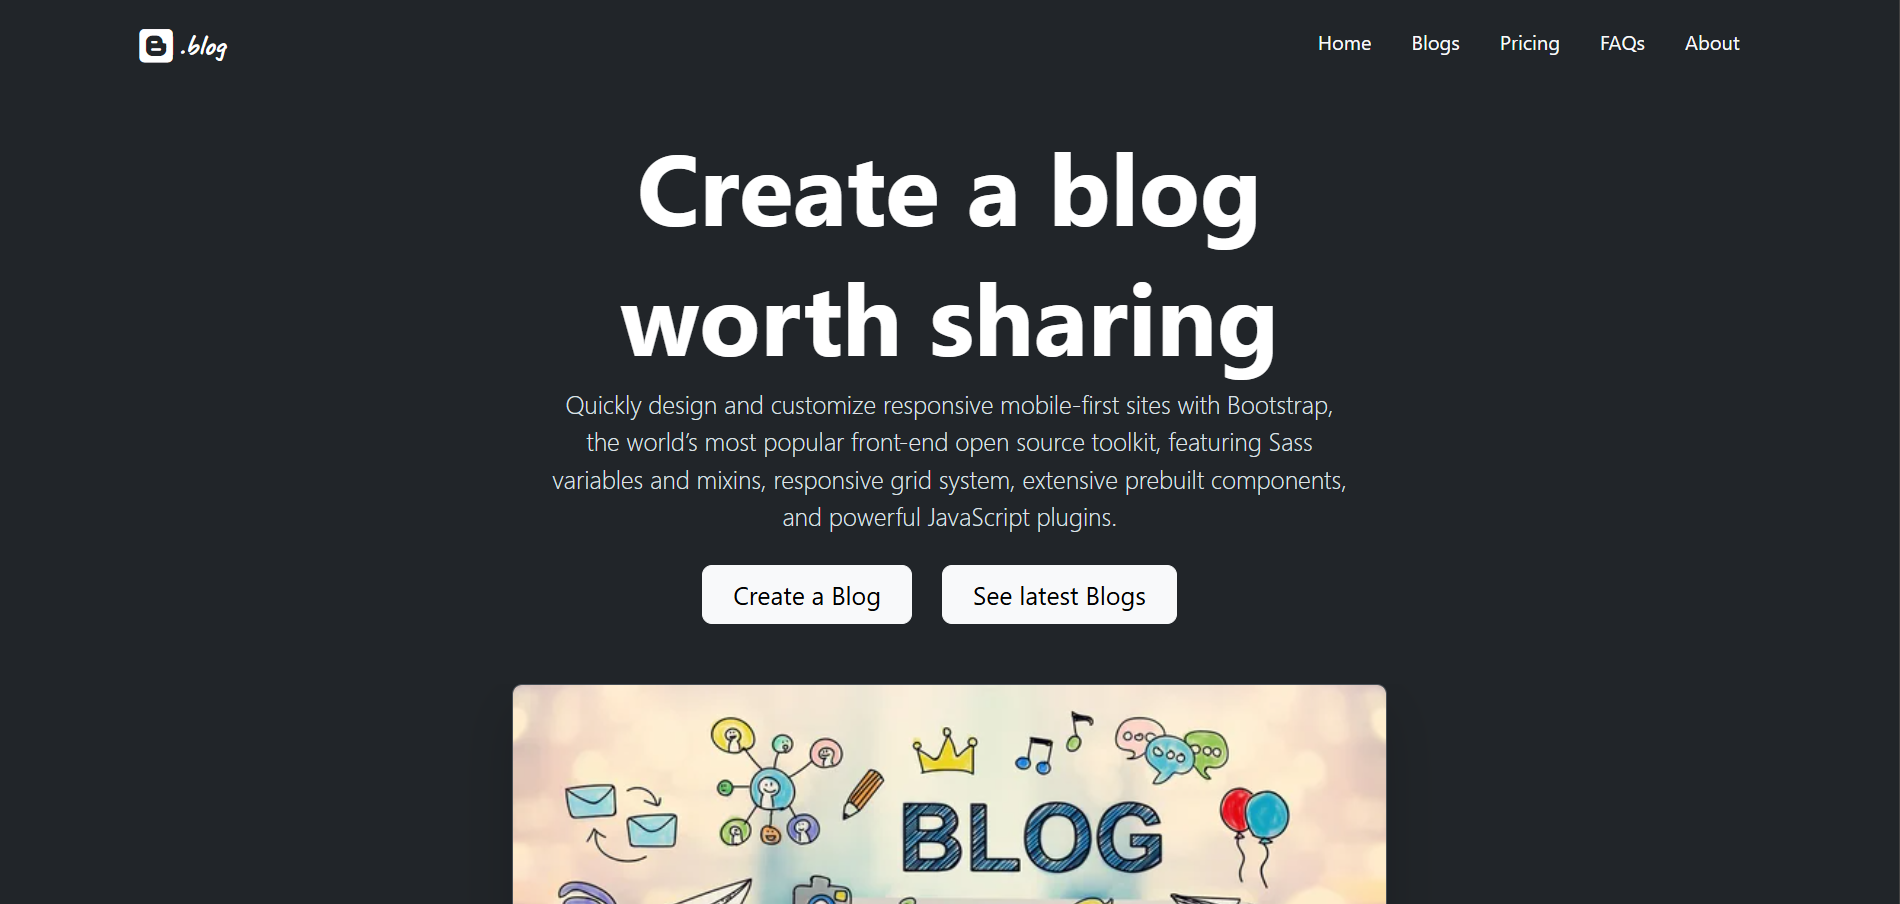 .blog
Home Blogs Pricing FAQs About
Create a blog
worth sharing
Quickly design and customize responsive mobile-first sites with Bootstrap,
the world’s most popular front-end open source toolkit, featuring Sass
variables and mixins, responsive grid system, extensive prebuilt components,
and powerful JavaScript plugins.
Create a Blog See latest Blogs
BLOG